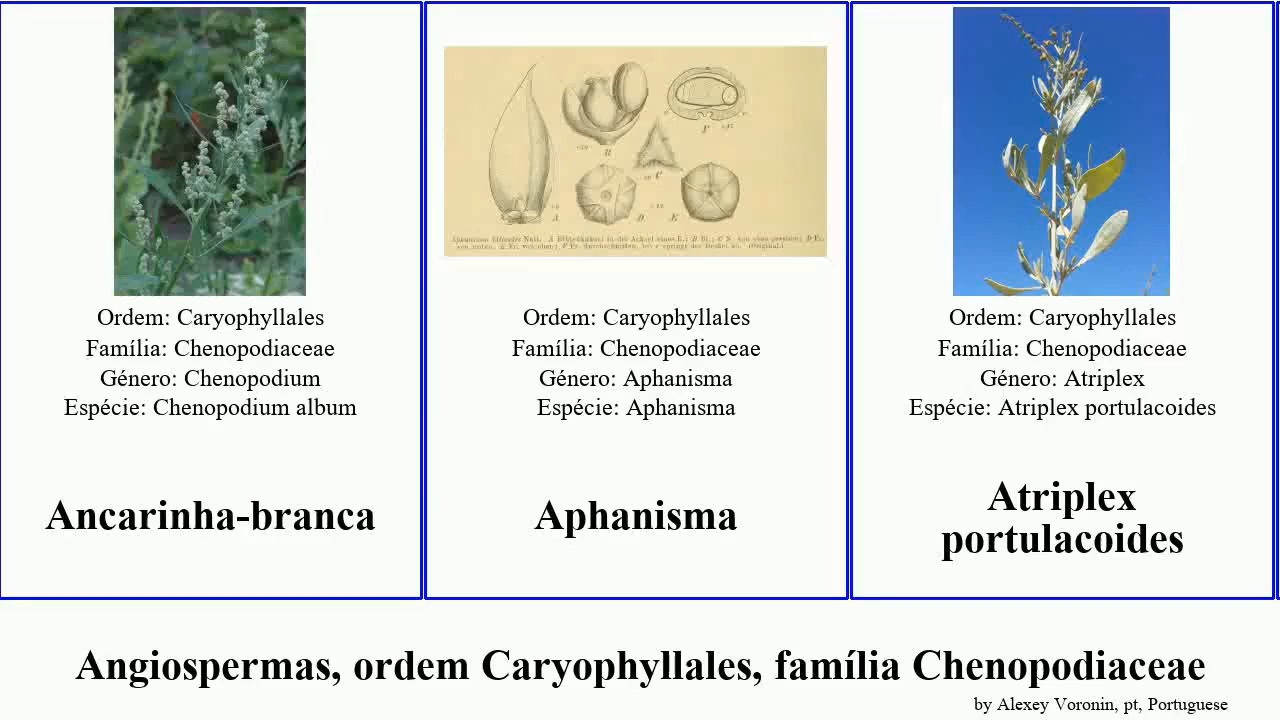 Ordem: Caryophyllales
Família: Chenopodiaceae
Género: Chenopodium
Espécie: Chenopodium album
Ancarinha-branca
Ordem: Caryophyllales
Família: Chenopodiaceae
Género: Aphanisma
Espécie: Aphanisma
Aphanisma
Ordem: Caryophyllales
Família: Chenopodiaceae
Género: Atriplex
Espécie: Atriplex portulacoides
Atriplex
portulacoides
Angiospermas, ordem Caryophyllales, família Chenopodiaceae
by Alexey Voronin, pt, Portuguese